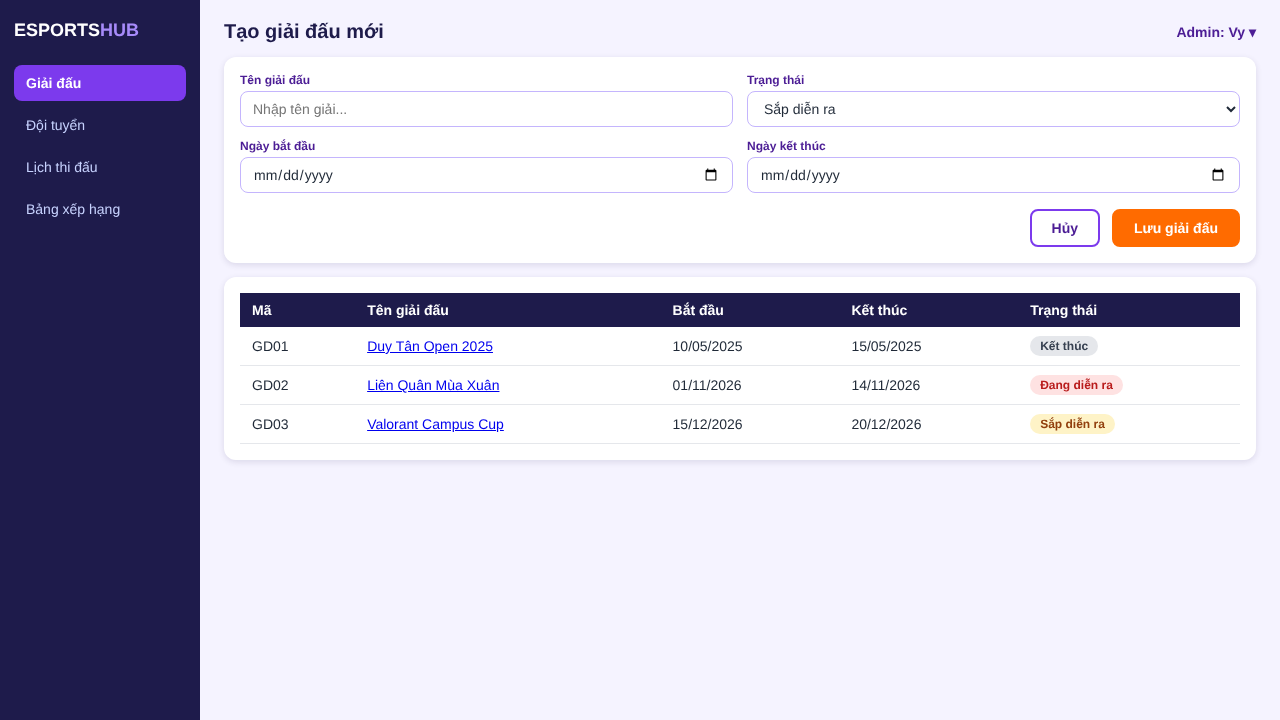 ESPORTSHUB
Giải đấu
Đội tuyển
Lịch thi đấu
Bảng xếp hạng
Tạo giải đấu mới
Admin: Vy ▾
Tên giải đấu
Trạng thái
Nhập tên giải...
Sắp diễn ra
Ngày bắt đầu
Ngày kết thúc
mm/dd/yyyy
mm/dd/yyyy
Hủy
Lưu giải đấu
Mã Tên giải đấu Bắt đầu Kết thúc Trạng thái
GD01 Duy Tân Open 2025 10/05/2025 15/05/2025 Kết thúc
GD02 Liên Quân Mùa Xuân 01/11/2026 14/11/2026 Đang diễn ra
GD03 Valorant Campus Cup 15/12/2026 20/12/2026 Sắp diễn ra